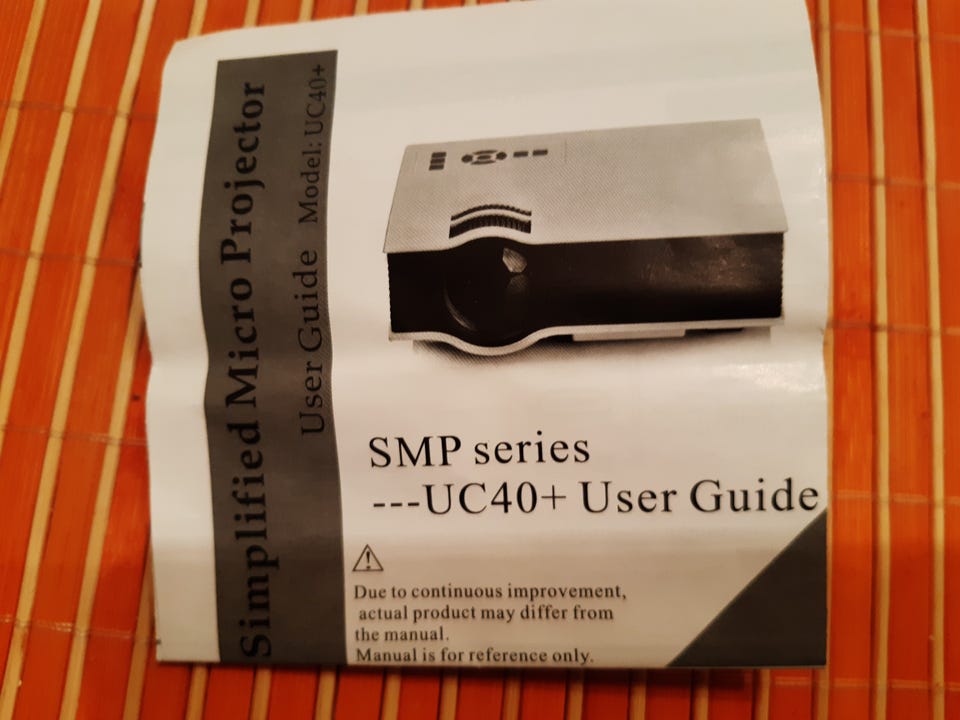 Simplified Micro Projector
User Guide Model: UC40+
SMP series
---UC40+ User Guide
Due to continuous improvement,
actual product may differ from
the manual.
Manual is for reference only.